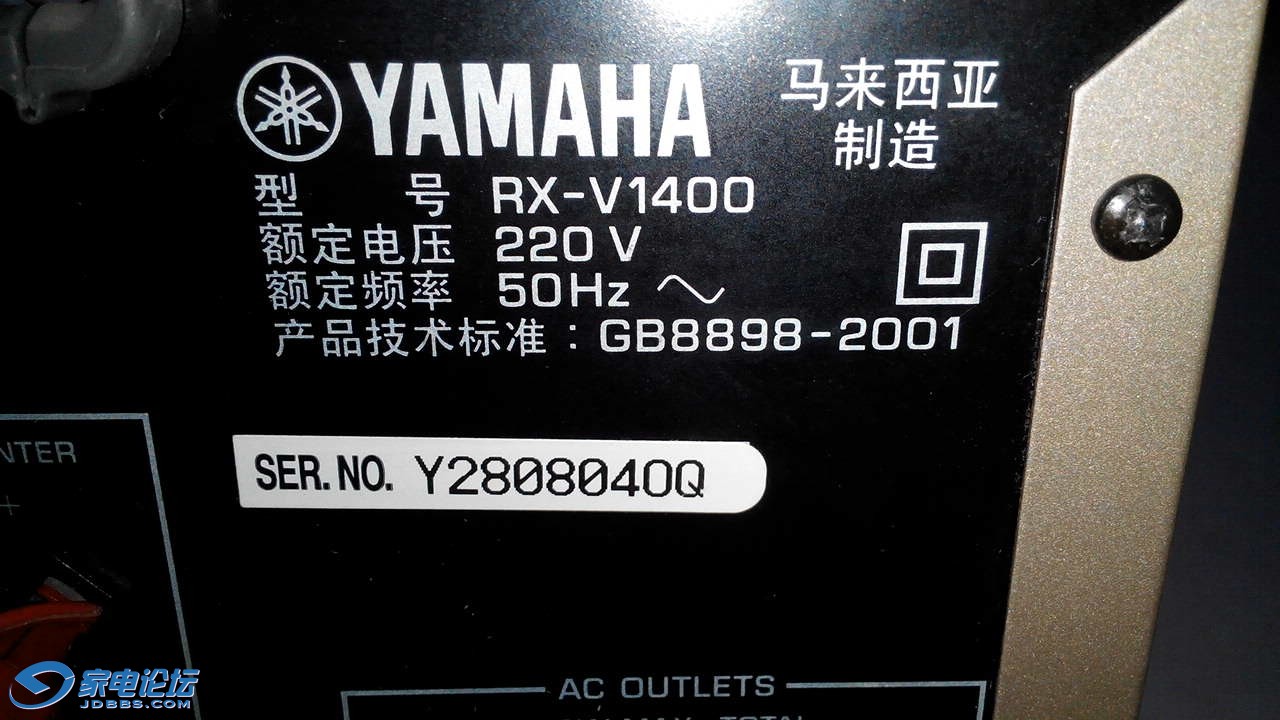 YAMAHA
马来西亚
制造
型 号 RX-V1400
额定电压 220 V
额定频率 50Hz
产品技术标准：GB8898-2001
NTER
+
SER. NO. Y280804OQ
AC OUTLETS
TOTAL
家电论坛
JDBBS.COM